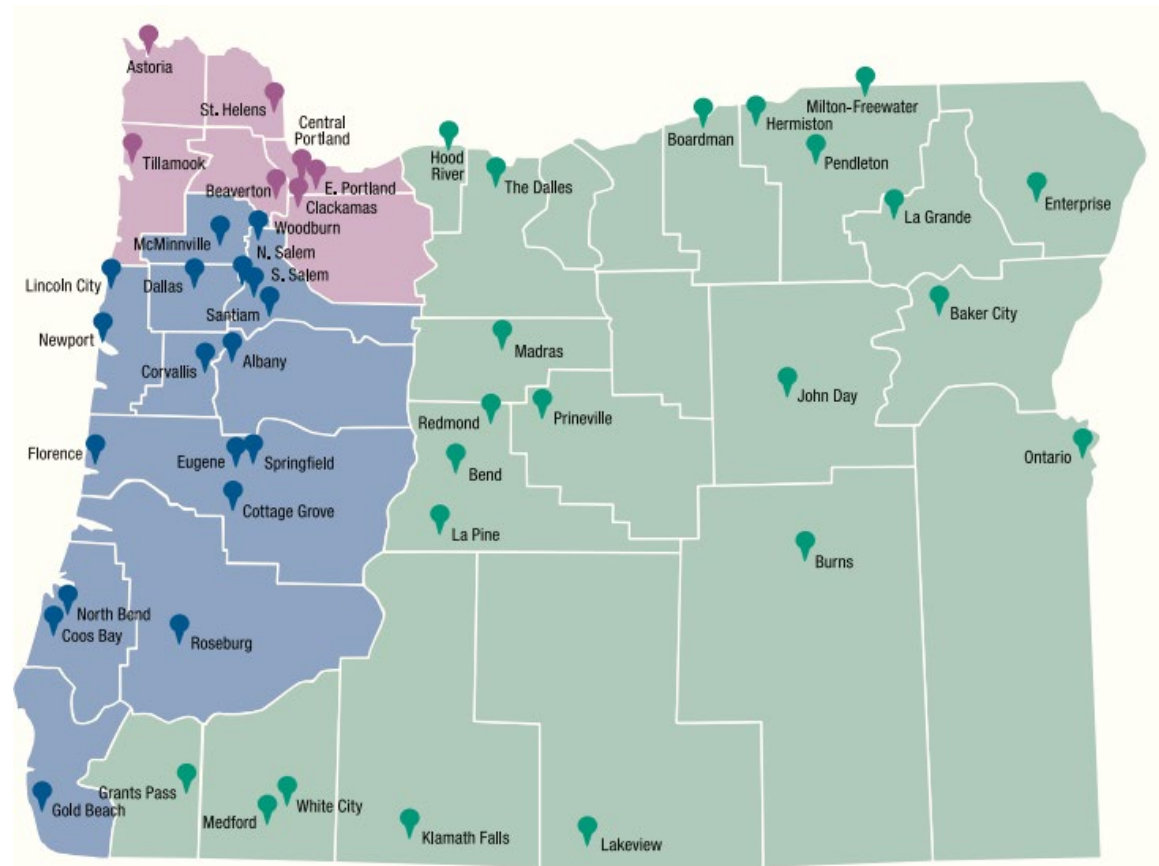 Astoria
St. Helens
Central
Portland
Tillamook
Beaverton
E. Portland
Clackamas
Hood
River
The Dalles
Boardman
Hermiston
Milton-Freewater
Pendleton
La Grande
Enterprise
McMinnville
Woodburn
N. Salem
S. Salem
Lincoln City
Dallas
Santiam
Newport
Corvallis
Albany
Madras
Baker City
John Day
Redmond
Prineville
Florence
Eugene
Springfield
Bend
Ontario
Cottage Grove
La Pine
Burns
North Bend
Coos Bay
Roseburg
Grants Pass
Gold Beach
Medford
White City
Klamath Falls
Lakeview